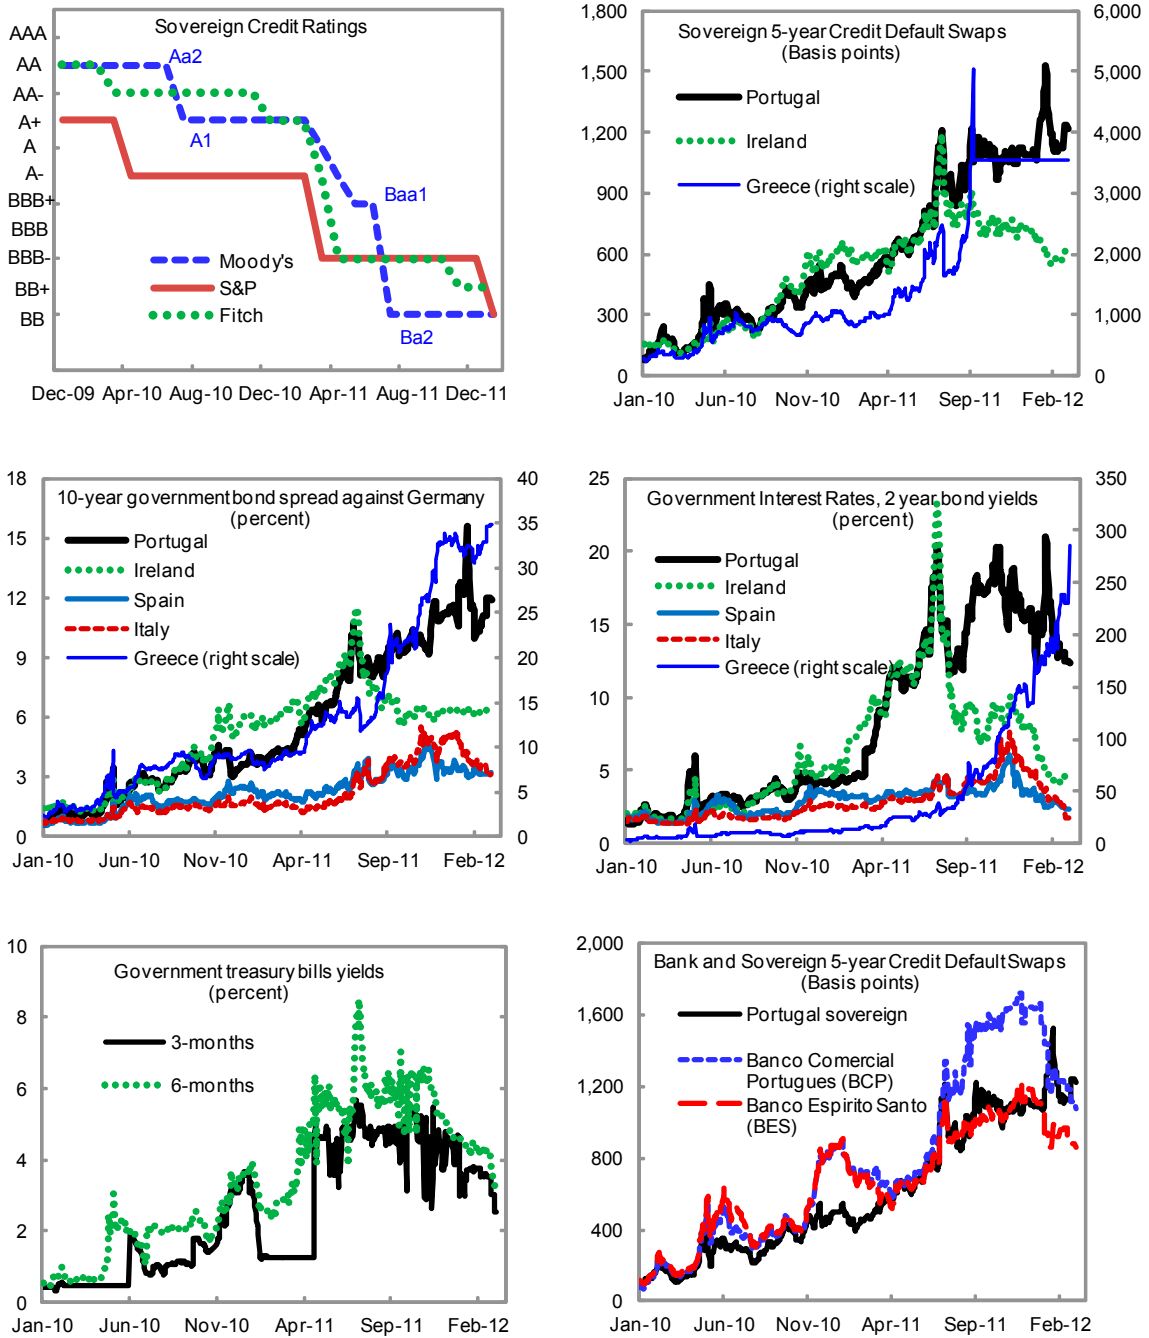 Sovereign Credit Ratings
AAA
AA
AA-
A+
A
A-
BBB+
BBB
BBB-
BB+
BB
Aa2
A1
Baa1
Ba2
Moody's
S&P
Fitch
Dec-09 Apr-10 Aug-10 Dec-10 Apr-11 Aug-11 Dec-11
Sovereign 5-year Credit Default Swaps
(Basis points)
1,800
1,500
1,200
900
600
300
0
6,000
5,000
4,000
3,000
2,000
1,000
0
Portugal
Ireland
Greece (right scale)
Jan-10 Jun-10 Nov-10 Apr-11 Sep-11 Feb-12
10-year government bond spread against Germany
(percent)
18
15
12
9
6
3
0
40
35
30
25
20
15
10
5
0
Portugal
Ireland
Spain
Italy
Greece (right scale)
Jan-10 Jun-10 Nov-10 Apr-11 Sep-11 Feb-12
Government Interest Rates, 2 year bond yields
(percent)
25
20
15
10
5
0
350
300
250
200
150
100
50
0
Portugal
Ireland
Spain
Italy
Greece (right scale)
Jan-10 Jun-10 Nov-10 Apr-11 Sep-11 Feb-12
Government treasury bills yields
(percent)
10
8
6
4
2
0
3-months
6-months
Jan-10 Jun-10 Nov-10 Apr-11 Sep-11 Feb-12
Bank and Sovereign 5-year Credit Default Swaps
(Basis points)
2,000
1,600
1,200
800
400
0
Portugal sovereign
Banco Comercial
Portugues (BCP)
Banco Espirito Santo
(BES)
Jan-10 Jun-10 Nov-10 Apr-11 Sep-11 Feb-12